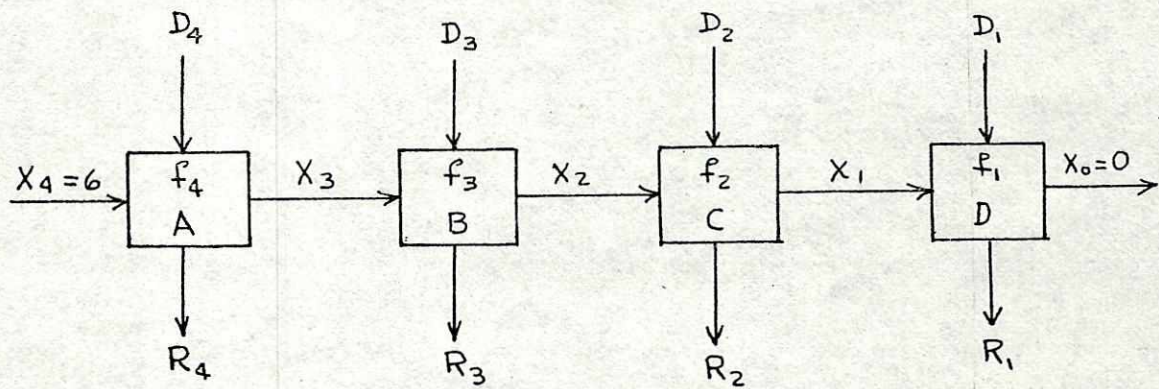 D₄ D₃ D₂ D₁
X₄=6 f₄ X₃ f₃ X₂ f₂ X₁ f₁ X₀=0
A B C D
R₄ R₃ R₂ R₁